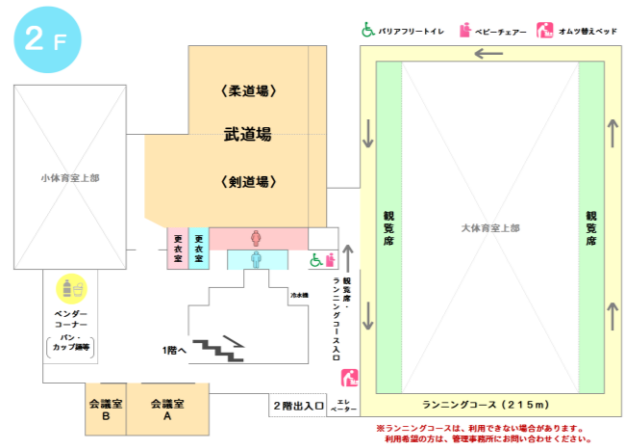 2F
バリアフリートイレ
ベビーチェアー
オムツ替えベッド
〈柔道場〉
武道場
〈剣道場〉
小体育室上部
大体育室上部
観覧席
観覧席
更衣室
更衣室
ベンダー
コーナー
パン・
カップ麺等
冷水機
観覧席・
ランニングコース入口
1階へ
会議室
B
会議室
A
2階出入口
エレ
ベーター
ランニングコース(215m)
※ランニングコースは、利用できない場合があります。
利用希望の方は、管理事務所にお問い合わせください。